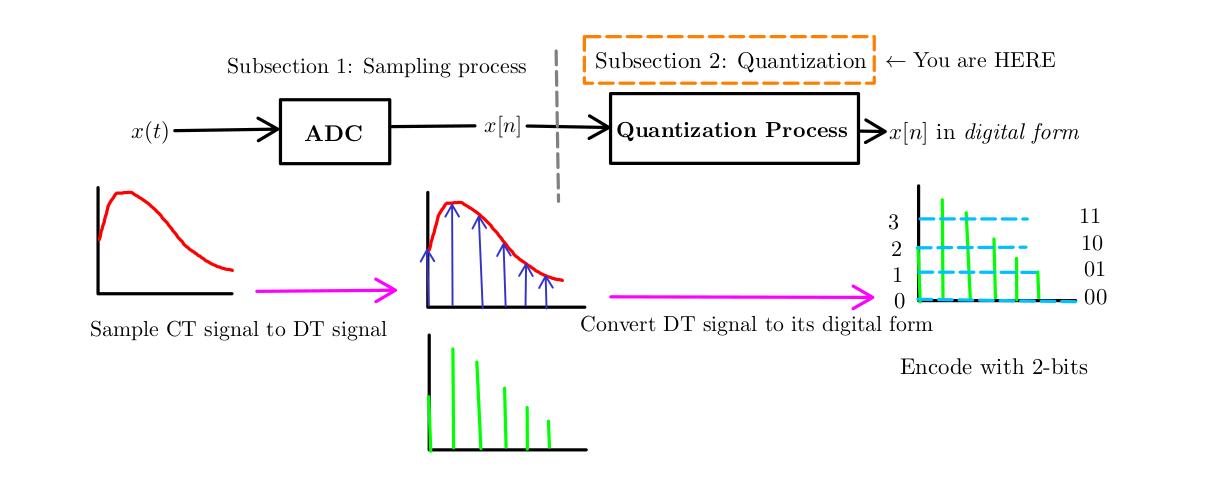 Subsection 1: Sampling process
Subsection 2: Quantization
← You are HERE
x(t)
ADC
x[n]
Quantization Process
x[n] in digital form
3
2
1
0
11
10
01
00
Sample CT signal to DT signal
Convert DT signal to its digital form
Encode with 2-bits